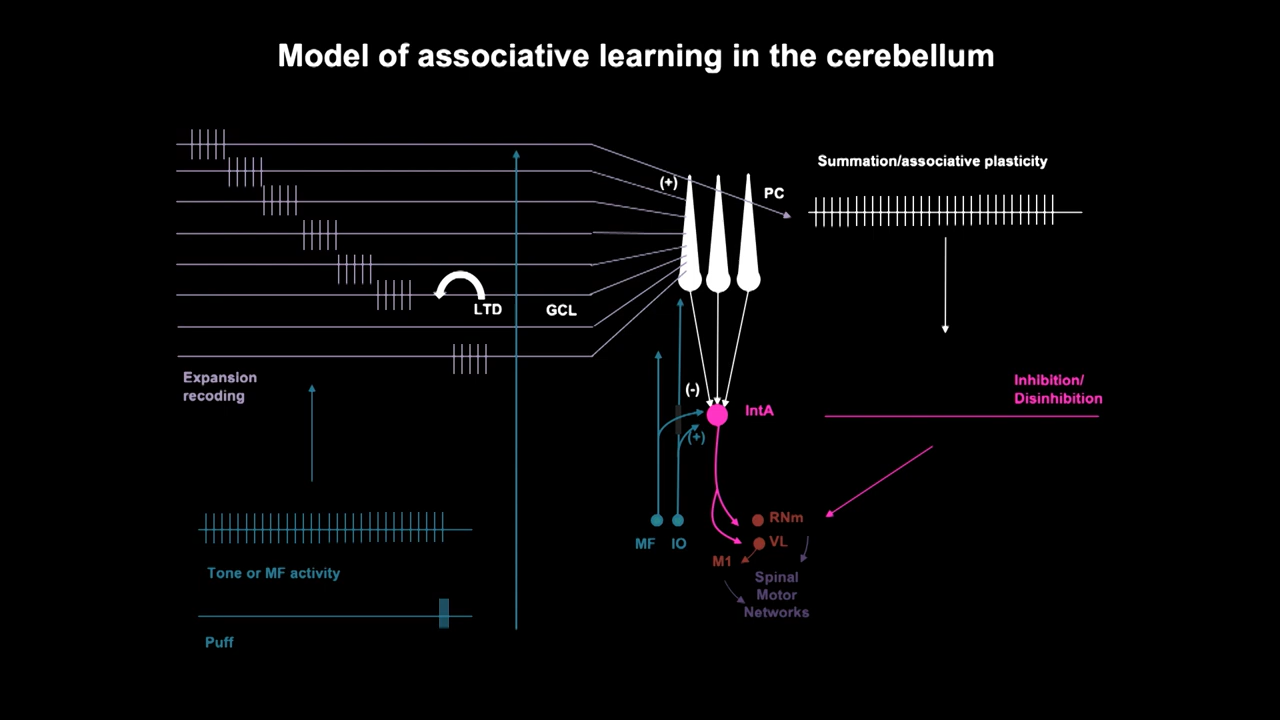 Model of associative learning in the cerebellum
Summation/associative plasticity
(+)
PC
LTD
GCL
Expansion
recoding
(-)
IntA
Inhibition/
Disinhibition
(+)
RNm
MF
IO
VL
M1
Tone or MF activity
Spinal
Motor
Networks
Puff